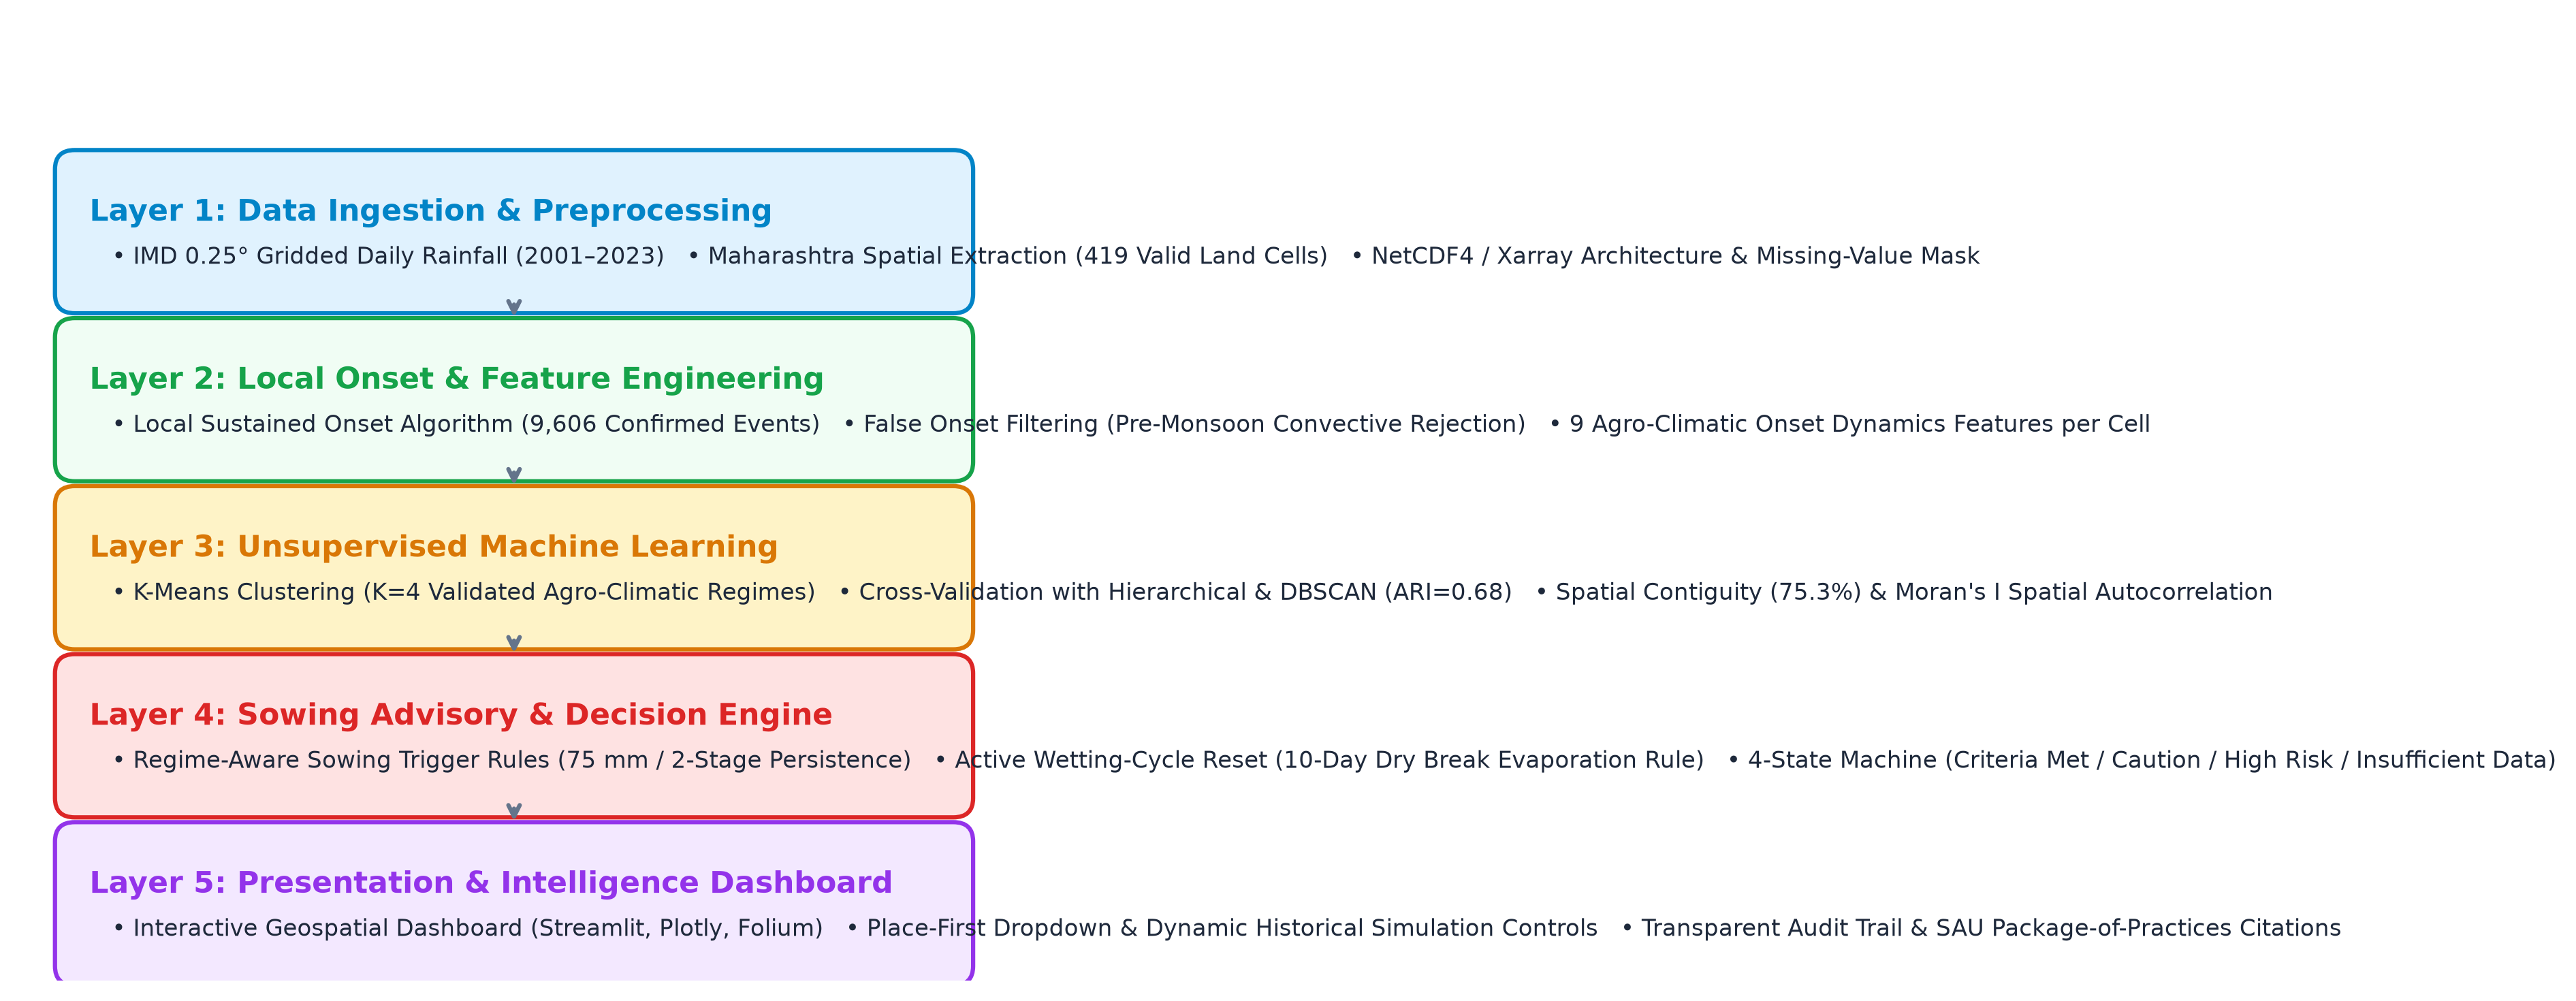 Layer 1: Data Ingestion & Preprocessing
• IMD 0.25° Gridded Daily Rainfall (2001–2023) • Maharashtra Spatial Extraction (419 Valid Land Cells) • NetCDF4 / Xarray Architecture & Missing-Value Mask
Layer 2: Local Onset & Feature Engineering
• Local Sustained Onset Algorithm (9,606 Confirmed Events) • False Onset Filtering (Pre-Monsoon Convective Rejection) • 9 Agro-Climatic Onset Dynamics Features per Cell
Layer 3: Unsupervised Machine Learning
• K-Means Clustering (K=4 Validated Agro-Climatic Regimes) • Cross-Validation with Hierarchical & DBSCAN (ARI=0.68) • Spatial Contiguity (75.3%) & Moran's I Spatial Autocorrelation
Layer 4: Sowing Advisory & Decision Engine
• Regime-Aware Sowing Trigger Rules (75 mm / 2-Stage Persistence) • Active Wetting-Cycle Reset (10-Day Dry Break Evaporation Rule) • 4-State Machine (Criteria Met / Caution / High Risk / Insufficient Data)
Layer 5: Presentation & Intelligence Dashboard
• Interactive Geospatial Dashboard (Streamlit, Plotly, Folium) • Place-First Dropdown & Dynamic Historical Simulation Controls • Transparent Audit Trail & SAU Package-of-Practices Citations